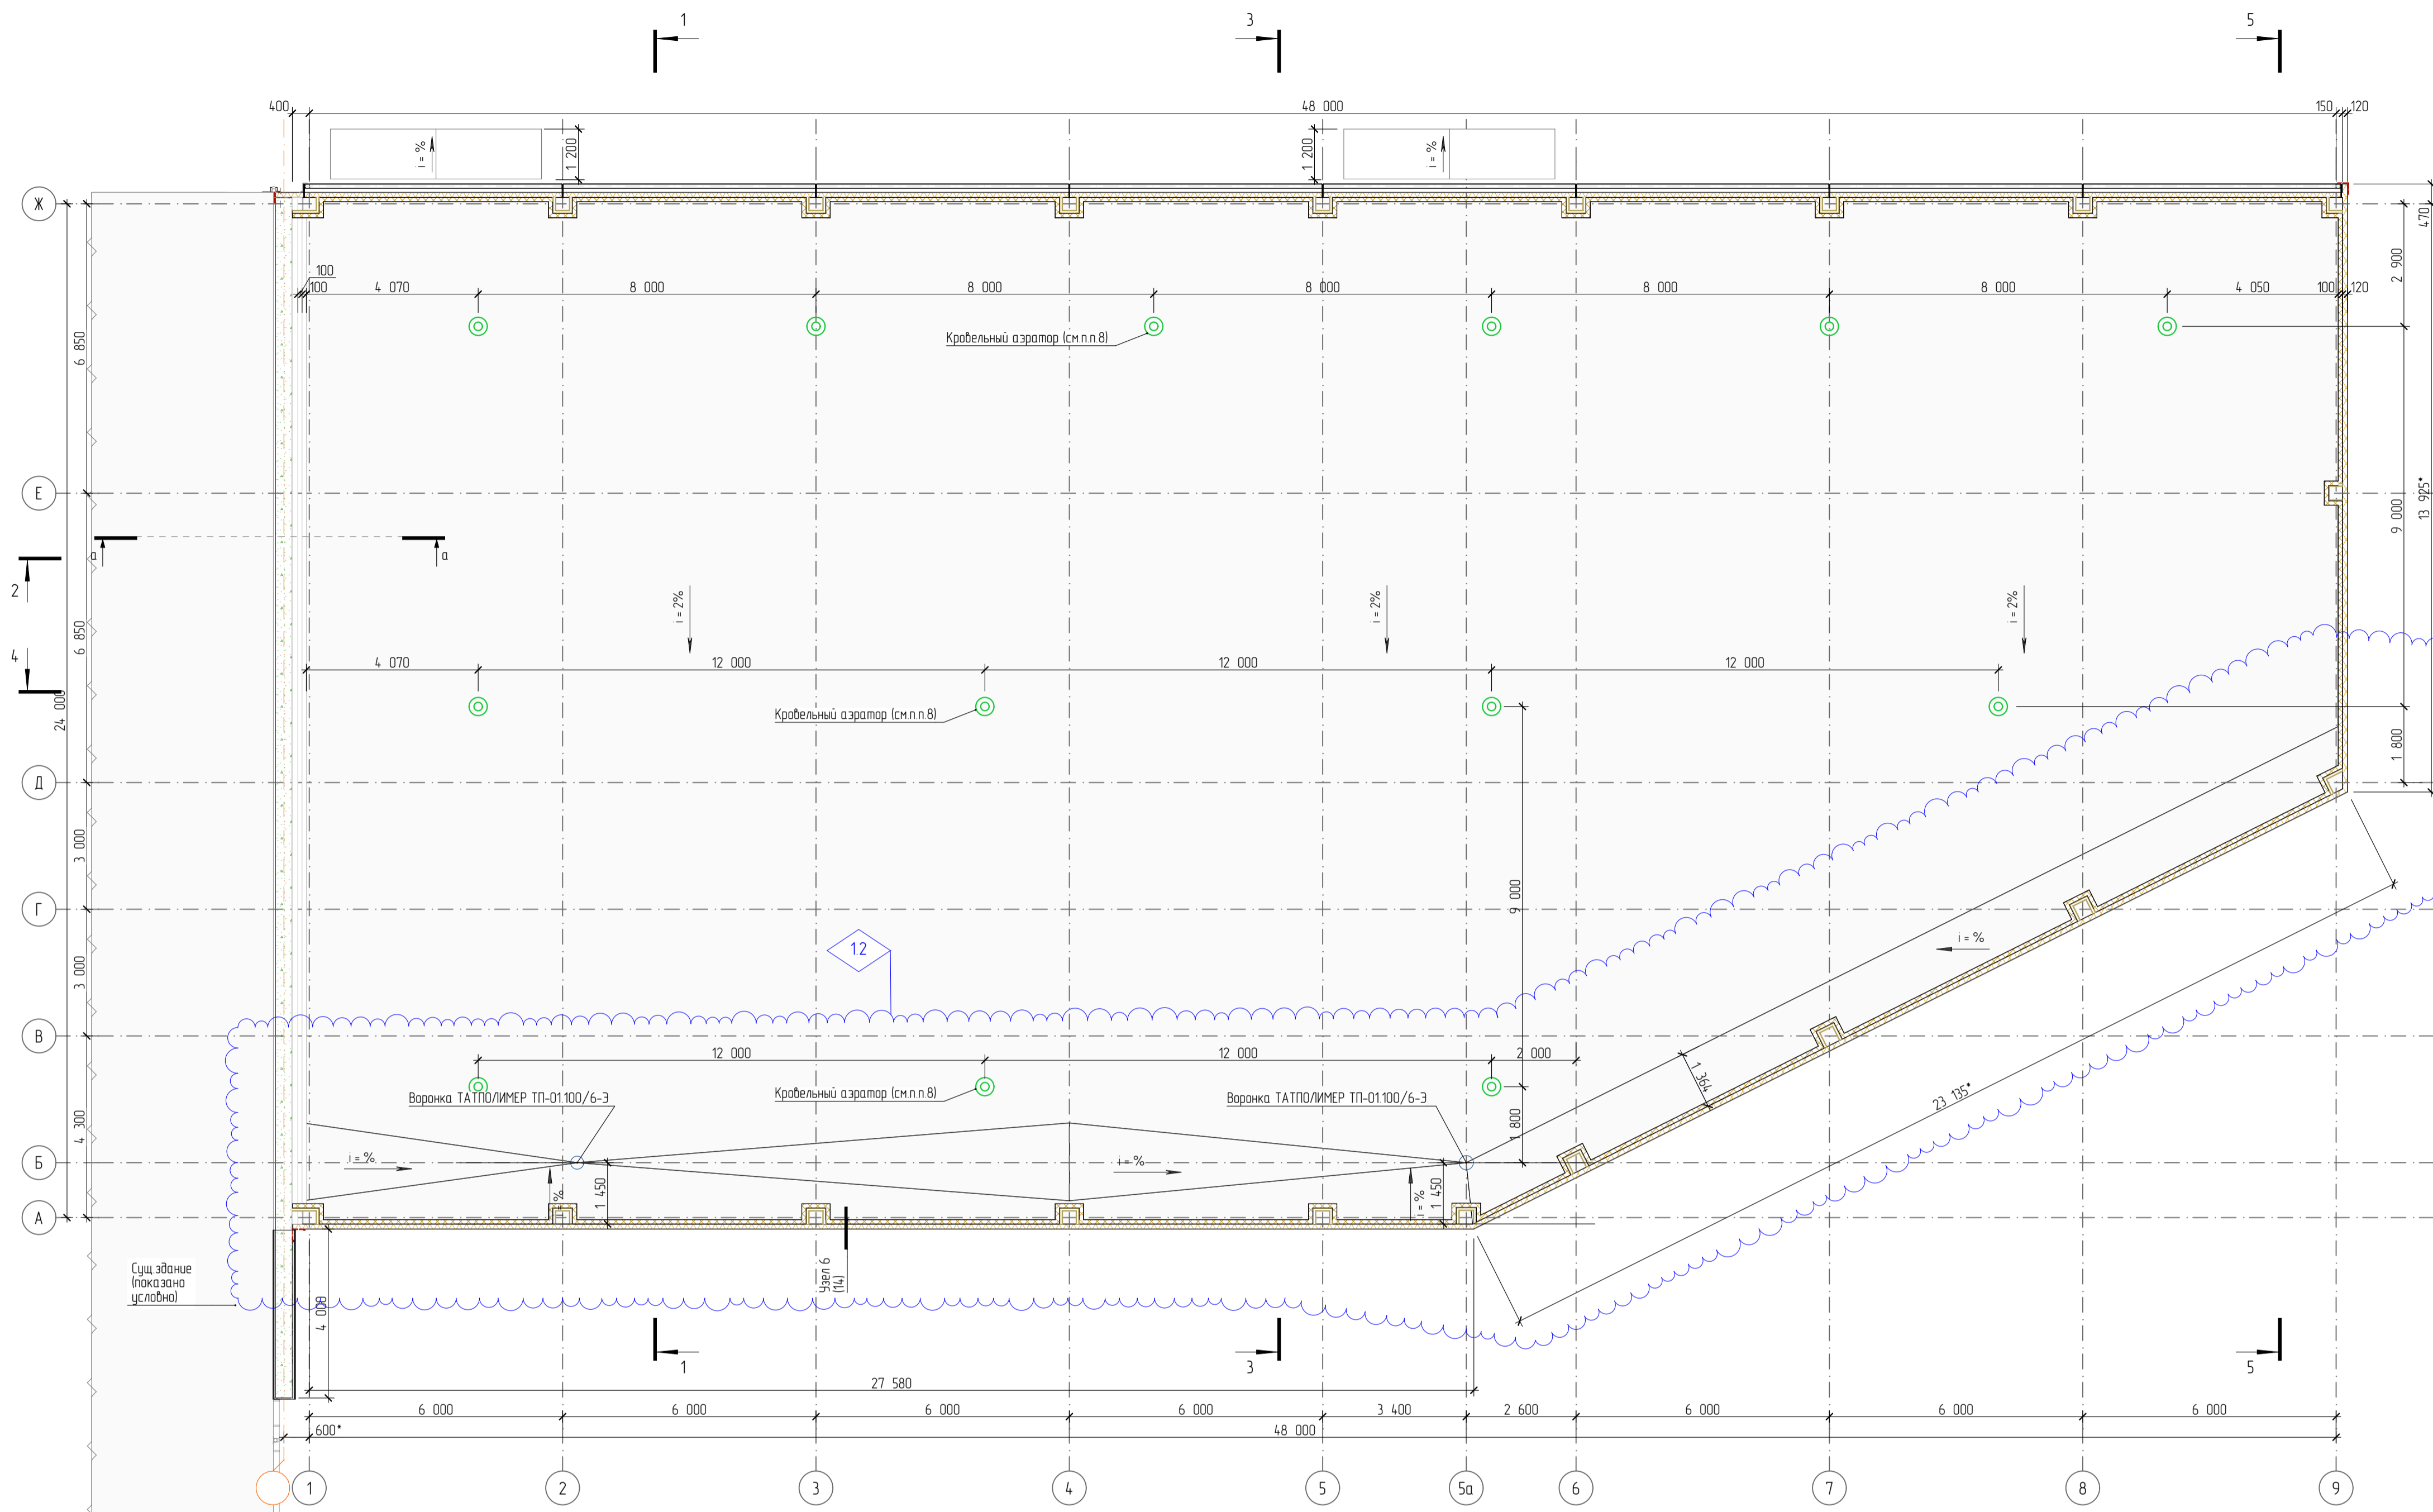 1
3
5
400
48 000
150
120
1 200
1 200
i = %
i = %
Ж
470
2 900
100
100
4 070
8 000
8 000
8 000
8 000
8 000
4 050
100
120
Кровельный аэратор (см.п.п.8)
6 850
Е
13 925*
9 000
а
а
2
i = 2%
i = 2%
i = 2%
6 850
4
4 070
12 000
12 000
12 000
24 000
Кровельный аэратор (см.п.п.8)
1 800
Д
3 000
9 000
Г
1.2
i = %
3 000
В
12 000
12 000
2 000
1 364
Кровельный аэратор (см.п.п.8)
Воронка ТАТПОЛИМЕР ТП-01.100/6-Э
Воронка ТАТПОЛИМЕР ТП-01.100/6-Э
23 135*
4 300
1 800
i = %
i = %
Б
i = %
1 450
i = %
1 450
А
Сущ.здание
(показано
условно)
Узел 6
(14)
4 000
1
3
5
27 580
6 000
6 000
6 000
6 000
3 400
2 600
6 000
6 000
6 000
600*
48 000
1
2
3
4
5
5а
6
7
8
9